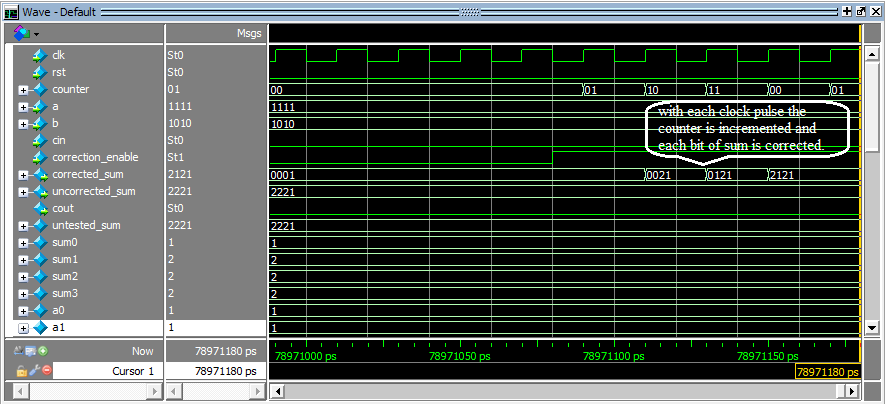 Wave - Default
Msgs
clk St0
rst St0
counter 01 00 01 10 11 00 01
a 1111 1111
b 1010 1010
cin St0
correction_enable St1
corrected_sum 2121 0001 0021 0121 2121
uncorrected_sum 2221 2221
cout St0
untested_sum 2221 2221
sum0 1 1
sum1 2 2
sum2 2 2
sum3 2 2
a0 1 1
a1 1 1
with each clock pulse the
counter is incremented and
each bit of sum is corrected.
Now 78971180 ps 78971000 ps 78971050 ps 78971100 ps 78971150 ps
Cursor 1 78971180 ps 78971180 ps